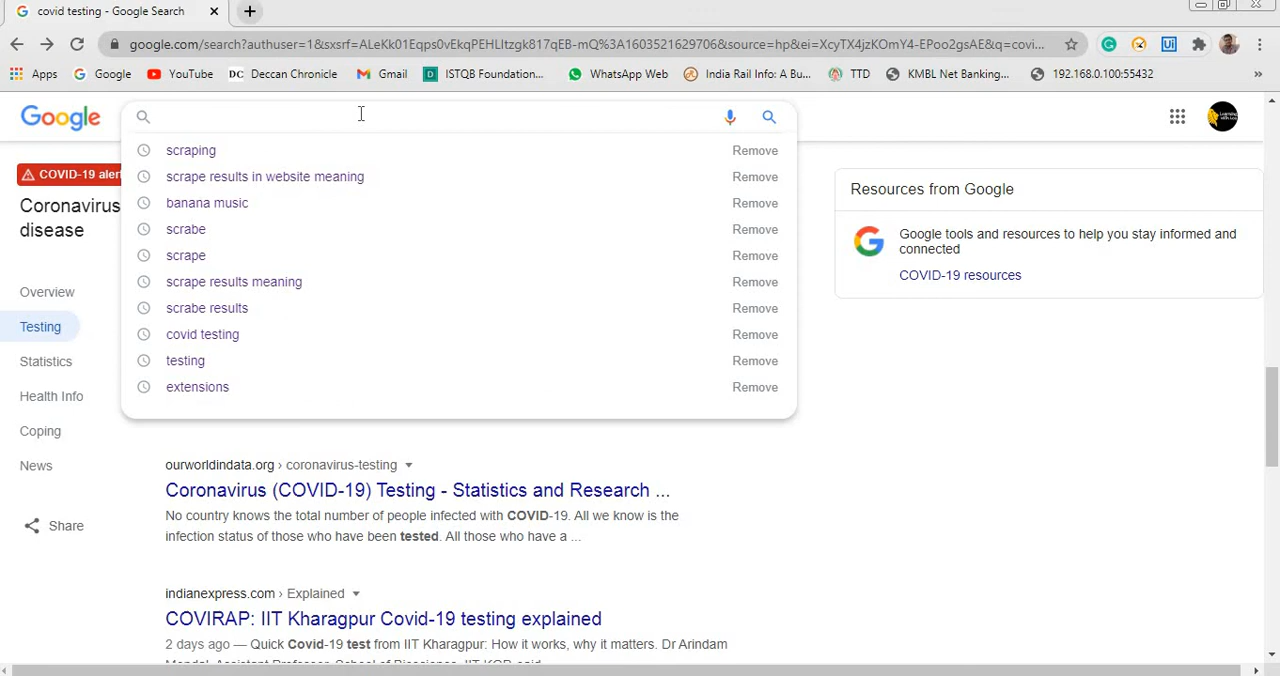 covid testing - Google Search
google.com/search?authuser=1&sxsrf=ALeKk01Eqps0vEkqPEHLItzgk817qEB-mQ%3A1603521629706&source=hp&ei=XcyTX4jzKOmY4-EPoo2gsAE&q=covi...
Apps Google YouTube DC Deccan Chronicle Gmail ISTQB Foundation... WhatsApp Web India Rail Info: A Bu... TTD KMBL Net Banking... 192.168.0.100:55432 »
Google
scraping Remove
scrape results in website meaning Remove
banana music Remove
scrabe Remove
scrape Remove
scrape results meaning Remove
scrabe results Remove
covid testing Remove
testing Remove
extensions Remove
COVID-19 aler
Coronavirus
disease
Overview
Testing
Statistics
Health Info
Coping
News
Share
Resources from Google
Google tools and resources to help you stay informed and
connected
COVID-19 resources
ourworldindata.org › coronavirus-testing
Coronavirus (COVID-19) Testing - Statistics and Research ...
No country knows the total number of people infected with COVID-19. All we know is the
infection status of those who have been tested. All those who have a ...
indianexpress.com › Explained
COVIRAP: IIT Kharagpur Covid-19 testing explained
2 days ago — Quick Covid-19 test from IIT Kharagpur: How it works, why it matters. Dr Arindam